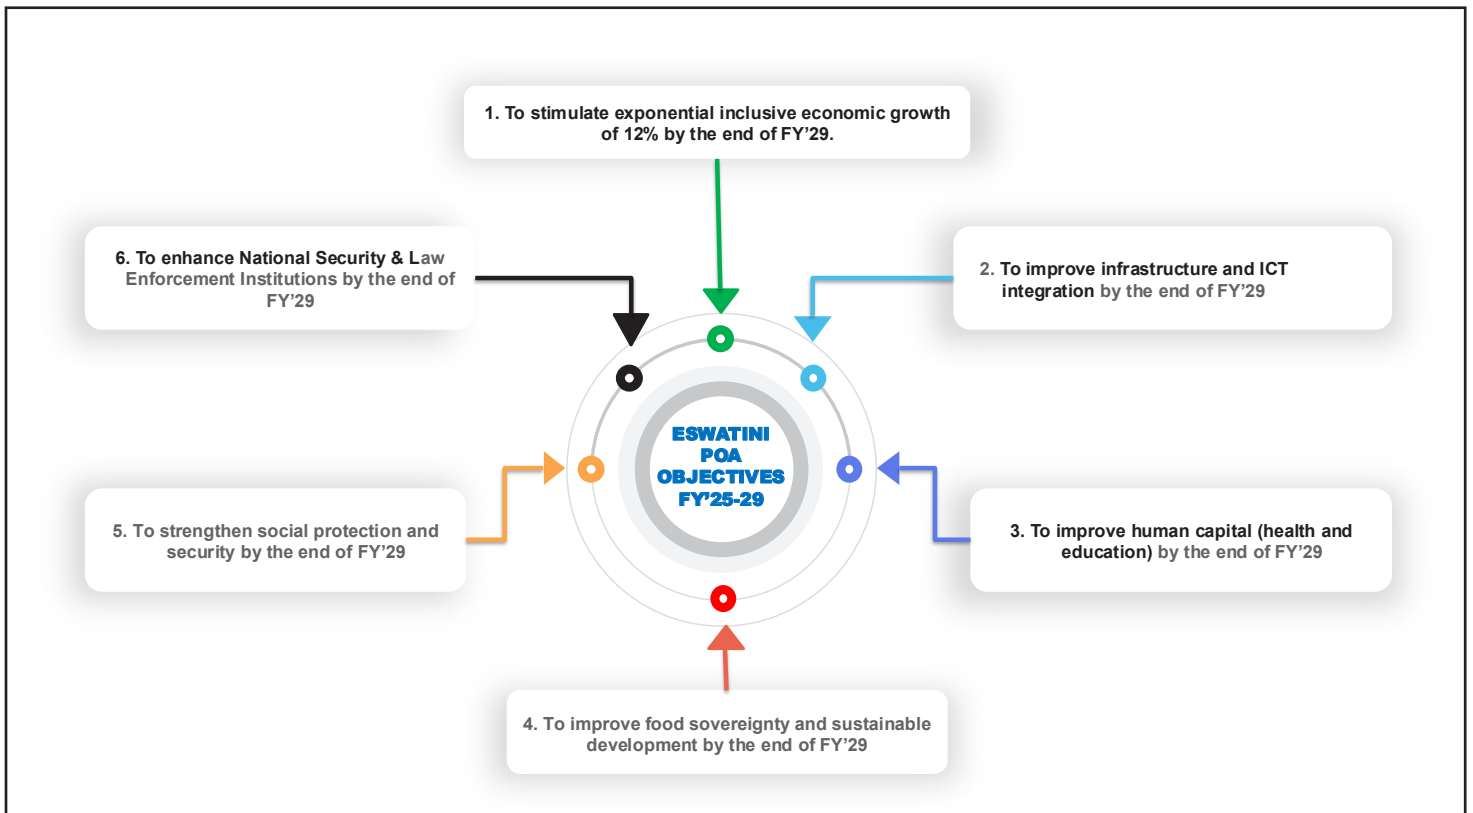 1. To stimulate exponential inclusive economic growth
of 12% by the end of FY’29.
6. To enhance National Security & Law
Enforcement Institutions by the end of
FY’29
2. To improve infrastructure and ICT
integration by the end of FY’29
ESWATINI
POA
OBJECTIVES
FY’25-29
5. To strengthen social protection and
security by the end of FY’29
3. To improve human capital (health and
education) by the end of FY’29
4. To improve food sovereignty and sustainable
development by the end of FY’29